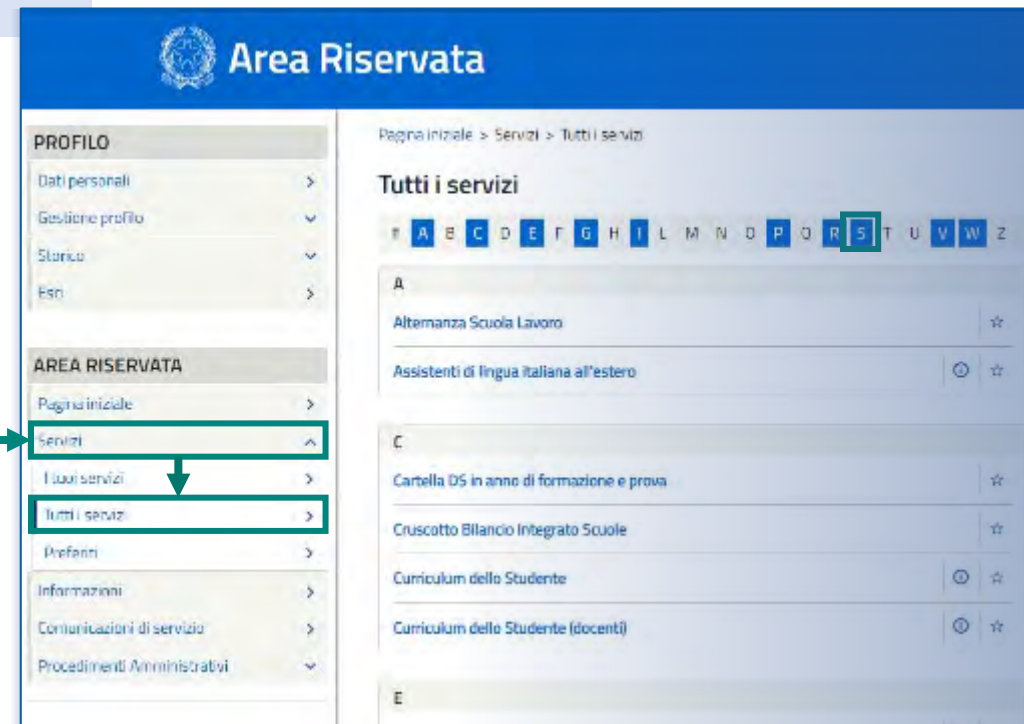 Area Riservata
PROFILO
Dati personali
Gestione profilo
Storico
Esci
AREA RISERVATA
Pagina iniziale
Servizi
I tuoi servizi
Tutti i servizi
Preferiti
Informazioni
Comunicazioni di servizio
Procedimenti Amministrativi
Pagina iniziale > Servizi > Tutti i servizi
Tutti i servizi
# A B C D E F G H I L M N O P Q R S T U V W Z
A
Alternanza Scuola Lavoro
Assistenti di lingua italiana all'estero
C
Cartella DS in anno di formazione e prova
Cruscotto Bilancio Integrato Scuole
Curriculum dello Studente
Curriculum dello Studente (docenti)
E